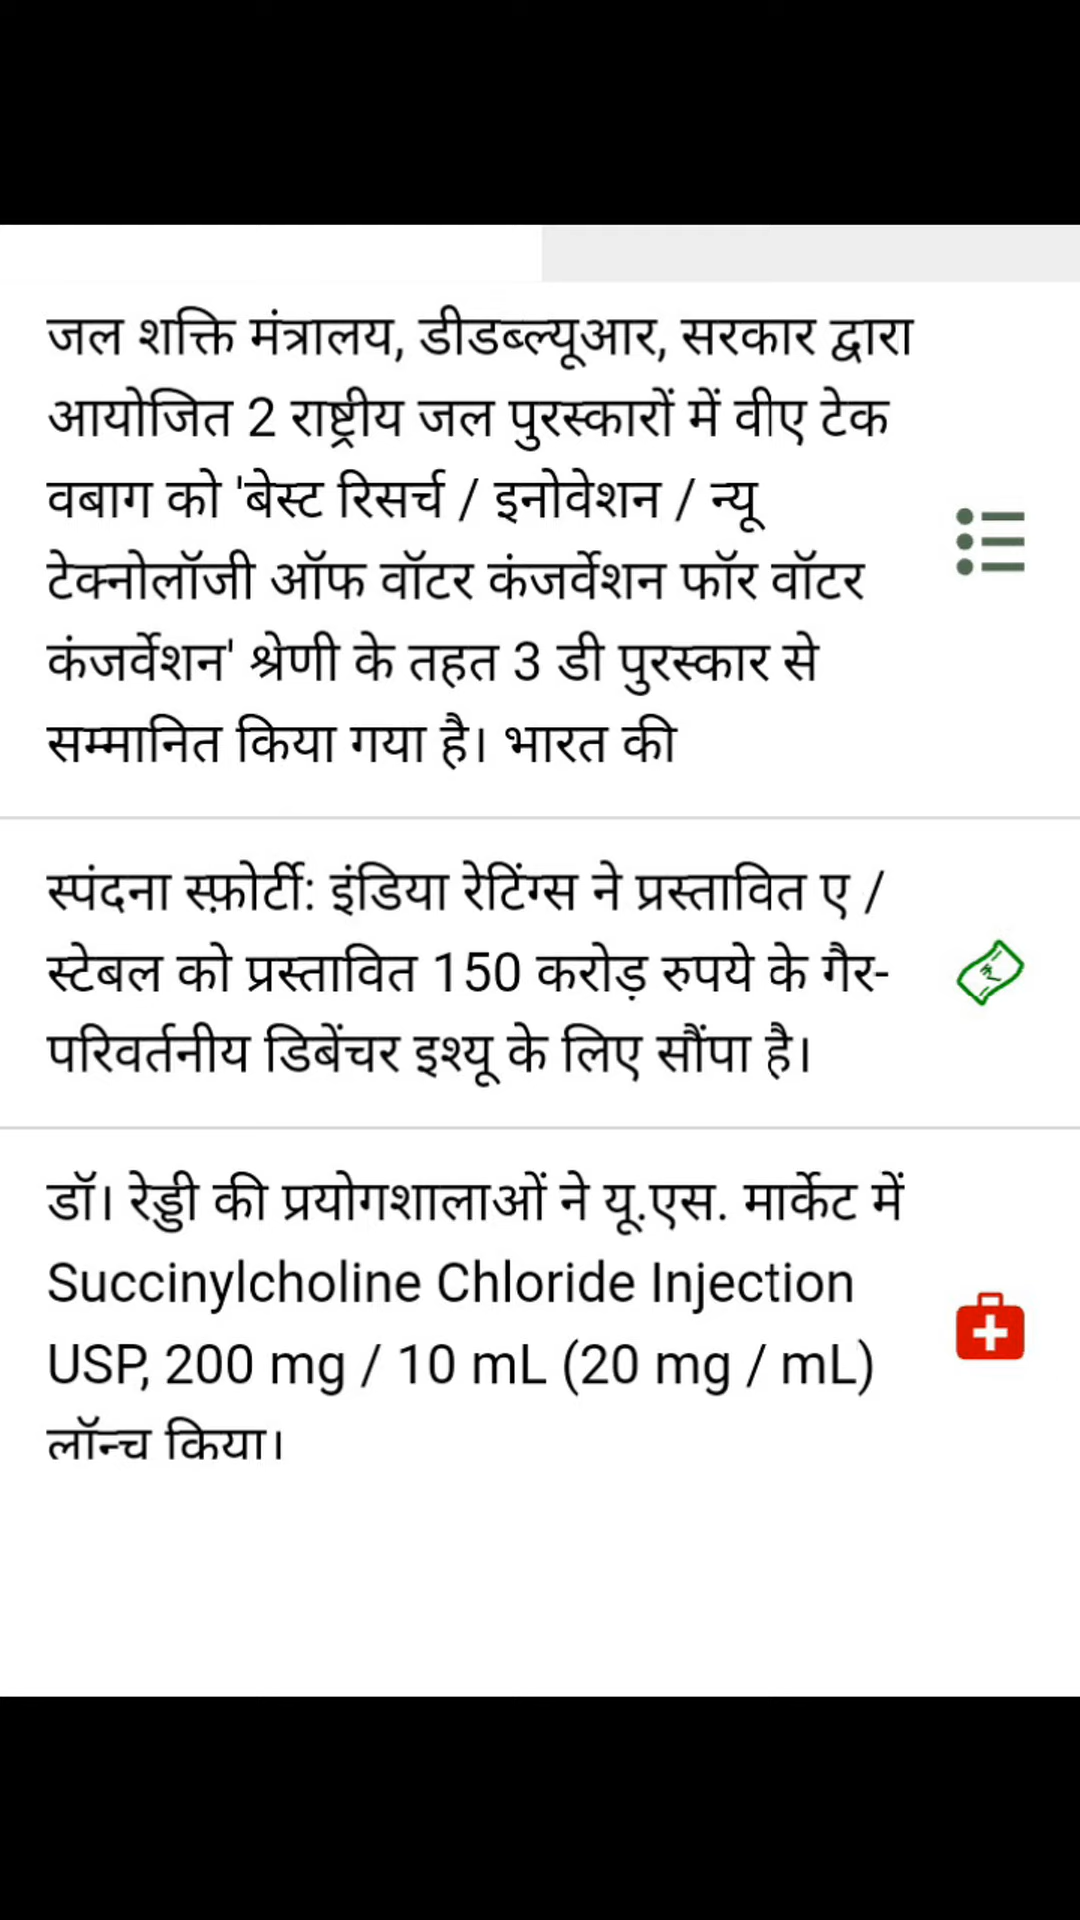 जल शक्ति मंत्रालय, डीडब्ल्यूआर, सरकार द्वारा
आयोजित 2 राष्ट्रीय जल पुरस्कारों में वीए टेक
वबाग को 'बेस्ट रिसर्च / इनोवेशन / न्यू
टेक्नोलॉजी ऑफ वॉटर कंजर्वेशन फॉर वॉटर
कंजर्वेशन' श्रेणी के तहत 3 डी पुरस्कार से
सम्मानित किया गया है। भारत की
स्पंदना स्फ़ोर्टी: इंडिया रेटिंग्स ने प्रस्तावित ए /
स्टेबल को प्रस्तावित 150 करोड़ रुपये के गैर-
परिवर्तनीय डिबेंचर इश्यू के लिए सौंपा है।
डॉ। रेड्डी की प्रयोगशालाओं ने यू.एस. मार्केट में
Succinylcholine Chloride Injection
USP, 200 mg / 10 mL (20 mg / mL)
लॉन्च किया।